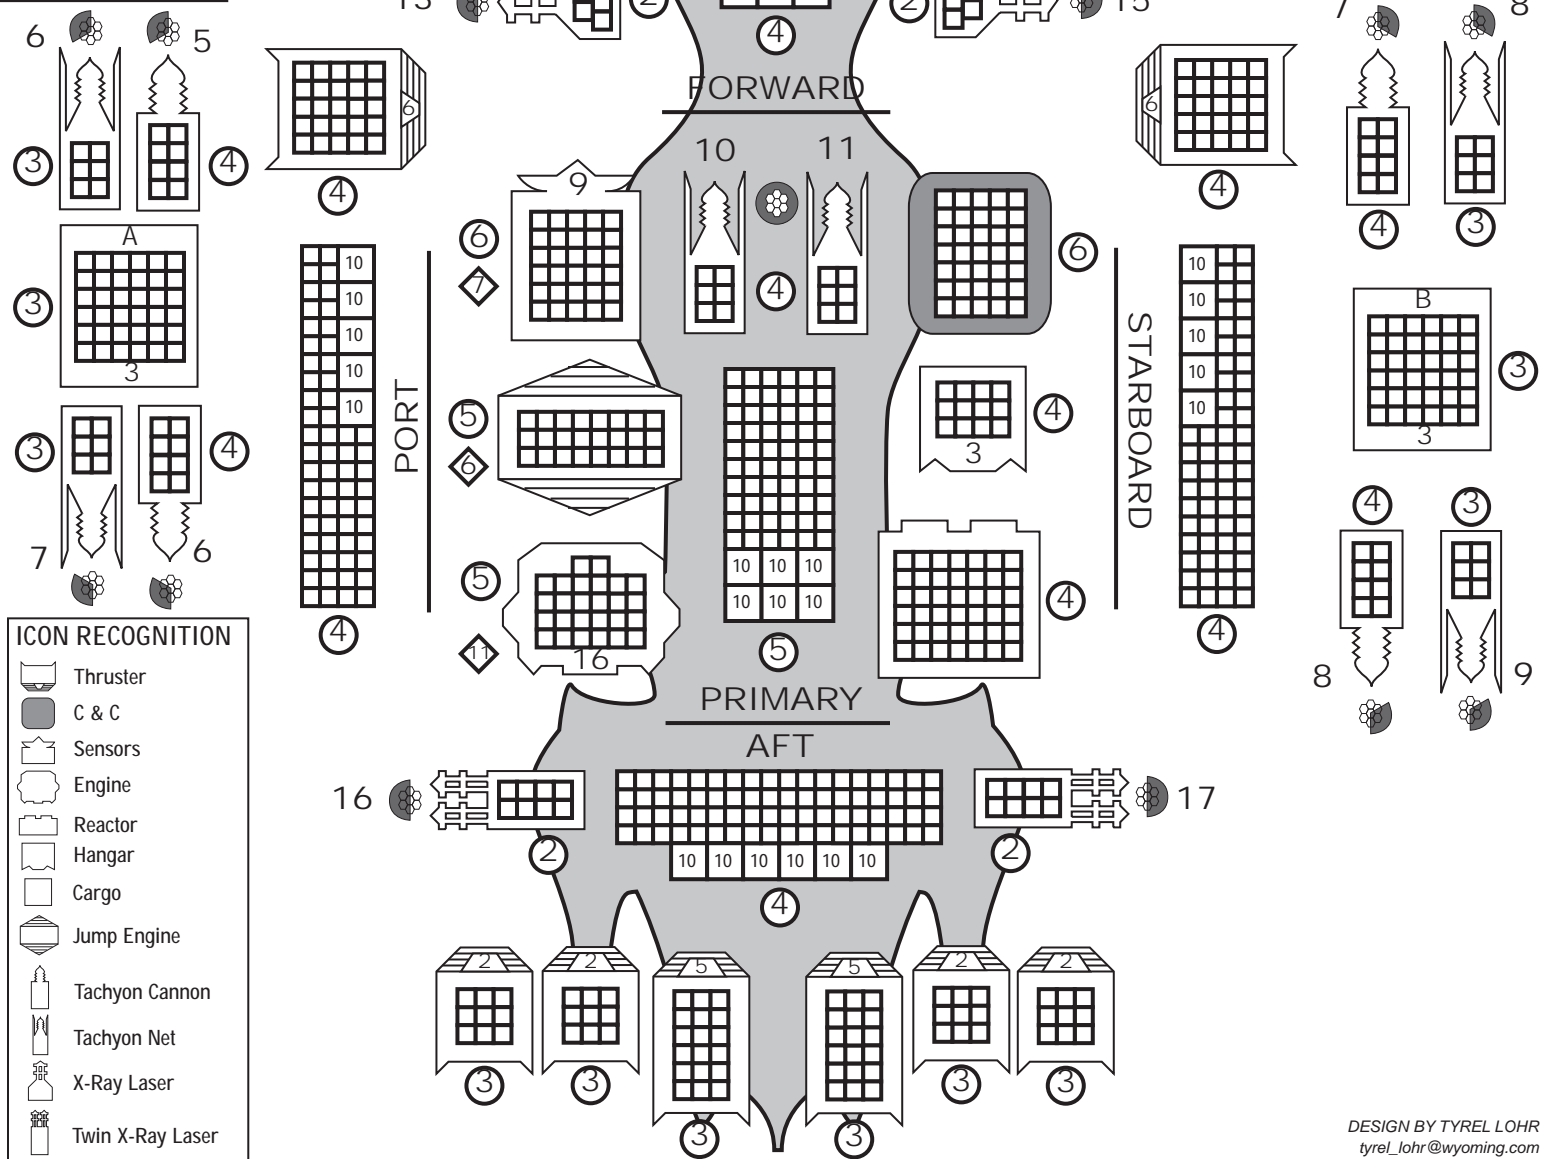 13
2
4
2
15
7
8
6
5
FORWARD
6
6
3
4
4
4
4
3
10
11
9
6
7
4
6
A
3
3
10
10
10
10
10
4
PORT
5
6
4
3
STARBOARD
10
10
10
10
10
4
B
3
3
3
4
7
6
4
3
8
9
5
11
16
10 10 10
10 10 10
5
4
PRIMARY
AFT
16
2
10 10 10 10 10 10
4
17
2
2
2
5
5
2
2
3
3
3
3
3
3
ICON RECOGNITION
Thruster
C & C
Sensors
Engine
Reactor
Hangar
Cargo
Jump Engine
Tachyon Cannon
Tachyon Net
X-Ray Laser
Twin X-Ray Laser
DESIGN BY TYREL LOHR
tyrel_lohr@wyoming.com